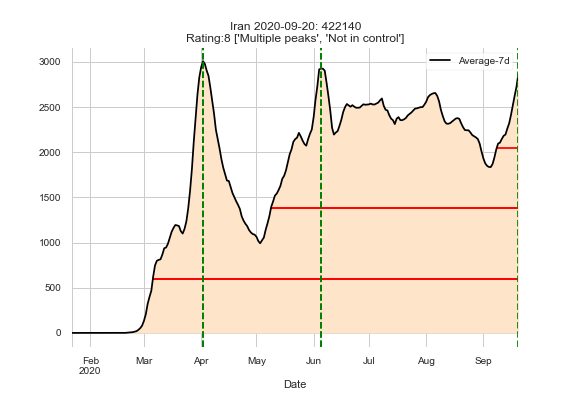 Iran 2020-09-20: 422140
Rating:8 ['Multiple peaks', 'Not in control']
Average-7d
3000
2500
2000
1500
1000
500
0
Feb Mar Apr May Jun Jul Aug Sep
2020
Date